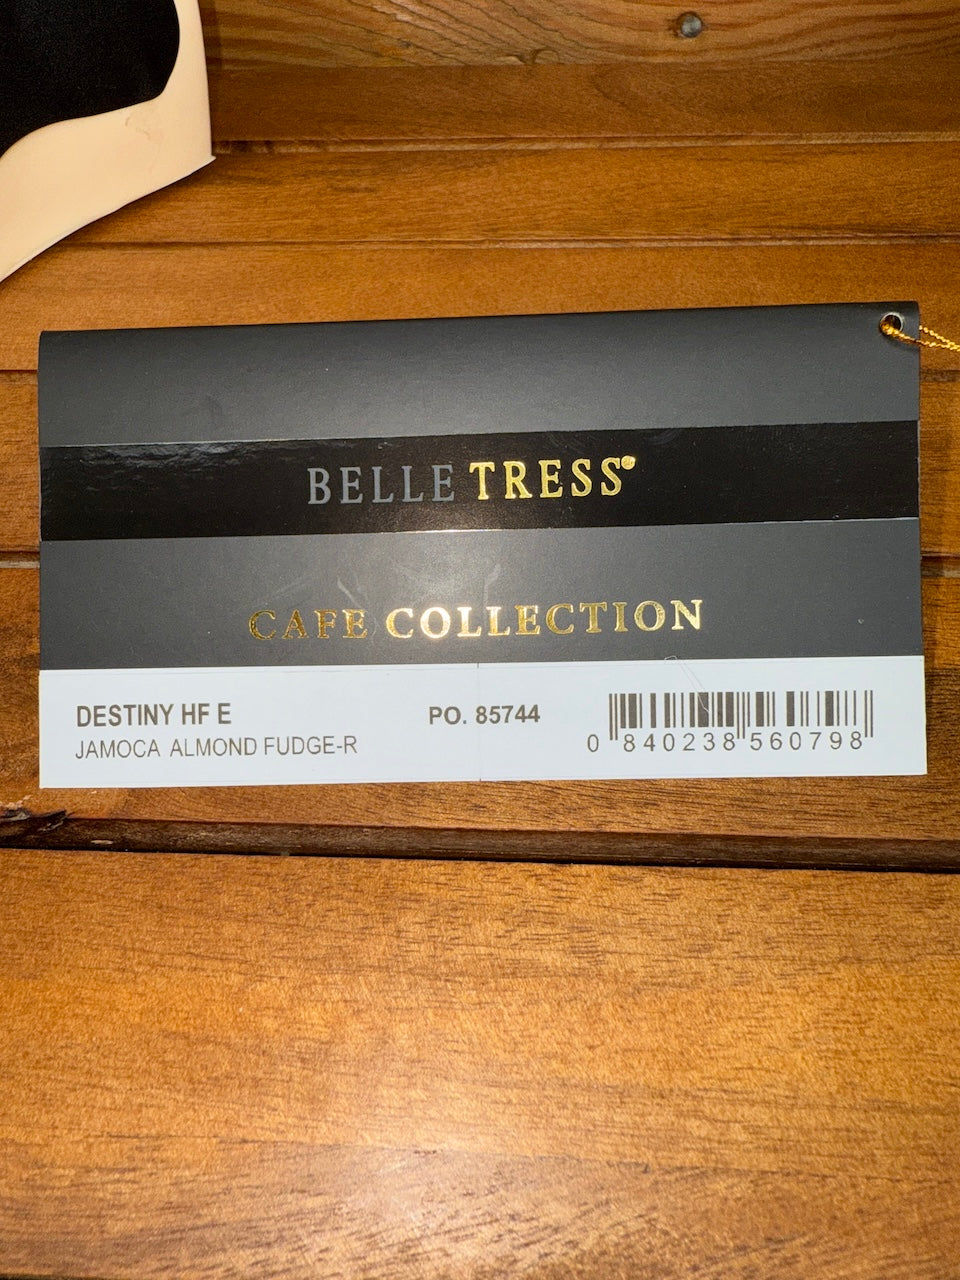 BELLE TRESS®
CAFE COLLECTION
DESTINY HF E
JAMOCA ALMOND FUDGE-R
PO. 85744
0 840238 560798